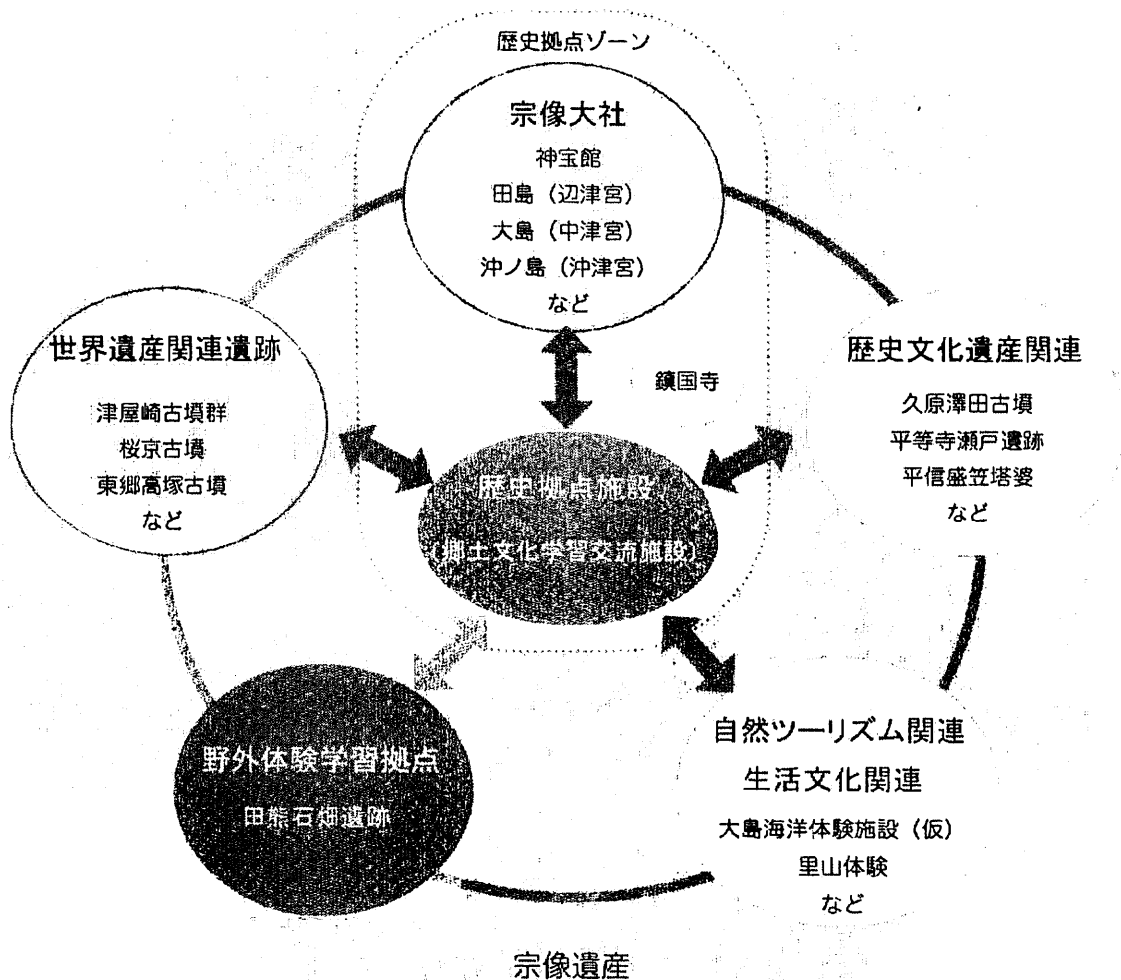 歴史拠点ゾーン
宗像大社
神宝館
田島（辺津宮）
大島（中津宮）
沖ノ島（沖津宮）
など
世界遺産関連遺跡
津屋崎古墳群
桜京古墳
東郷高塚古墳
など
鎮国寺
歴史文化遺産関連
久原澤田古墳
平等寺瀬戸遺跡
平信盛笠塔婆
など
歴史拠点施設
（郷土文化学習交流施設）
野外体験学習拠点
田熊石畑遺跡
自然ツーリズム関連
生活文化関連
大島海洋体験施設（仮）
里山体験
など
宗像遺産